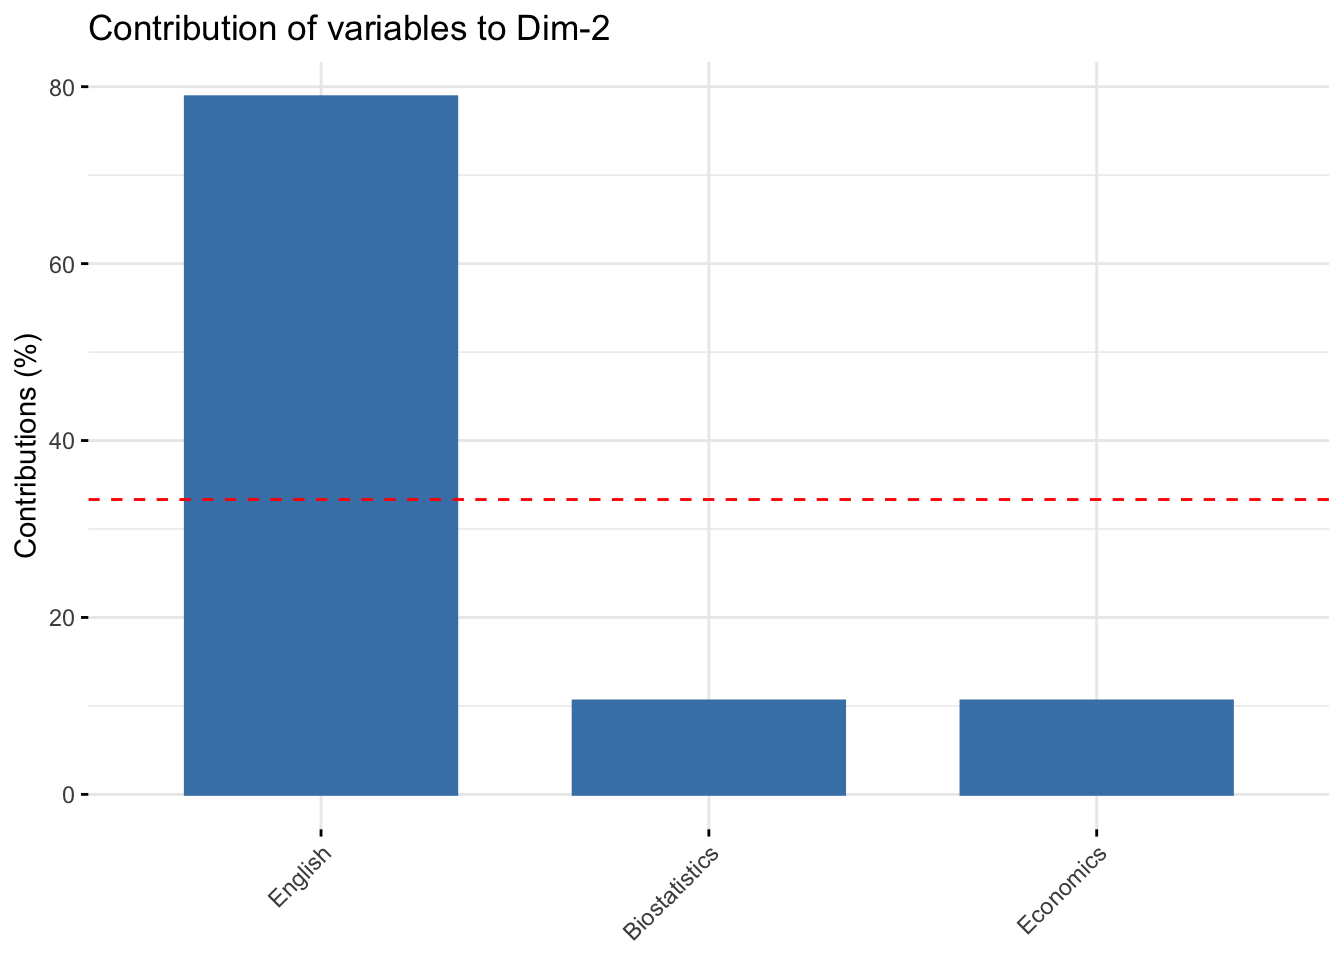 Contribution of variables to Dim-2
Contributions (%)
80
60
40
20
0
English
Biostatistics
Economics